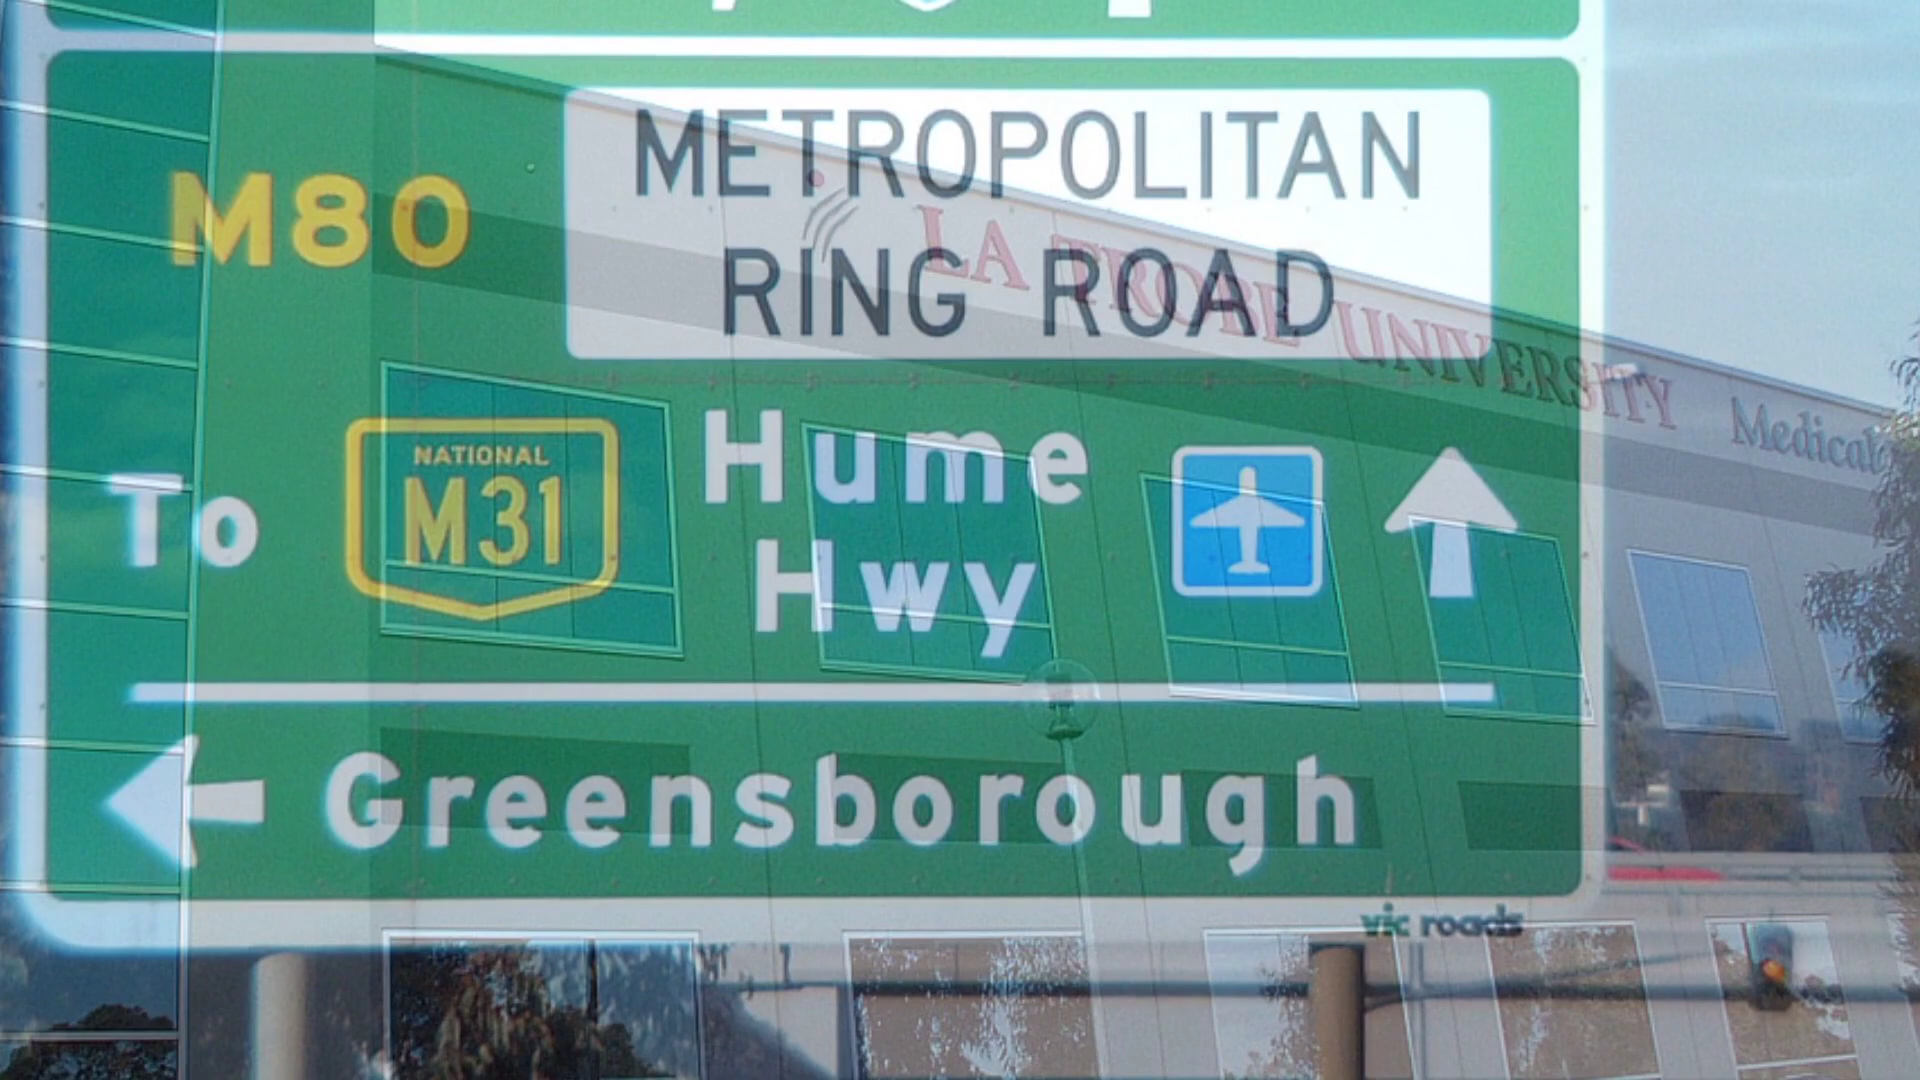 METROPOLITAN
RING ROAD
M80
LA TROBE UNIVERSITY Medical
NATIONAL
M31
To
Hume
Hwy
Greensborough
vic roads